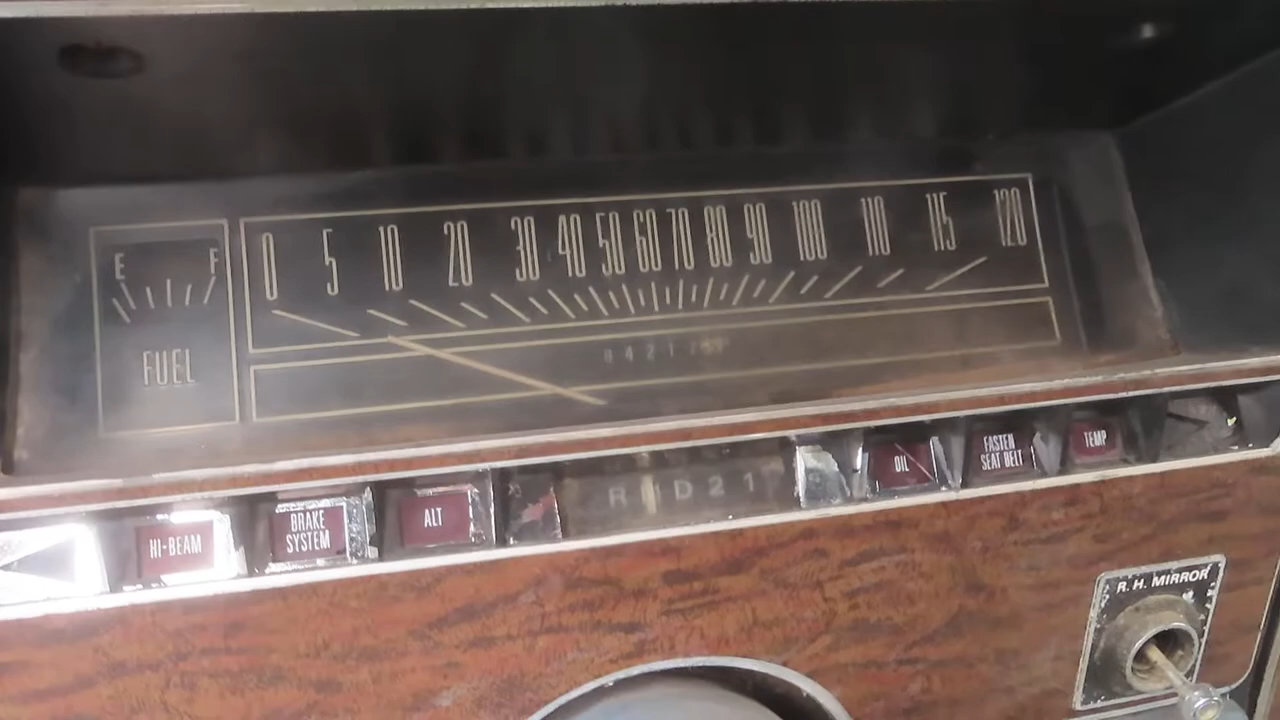 E F
FUEL
0 5 10 20 30 40 50 60 70 80 90 100 110 115 120
HI-BEAM
BRAKE SYSTEM
ALT
R N D 2 1
OIL
FASTEN SEAT BELT
TEMP
R.H. MIRROR